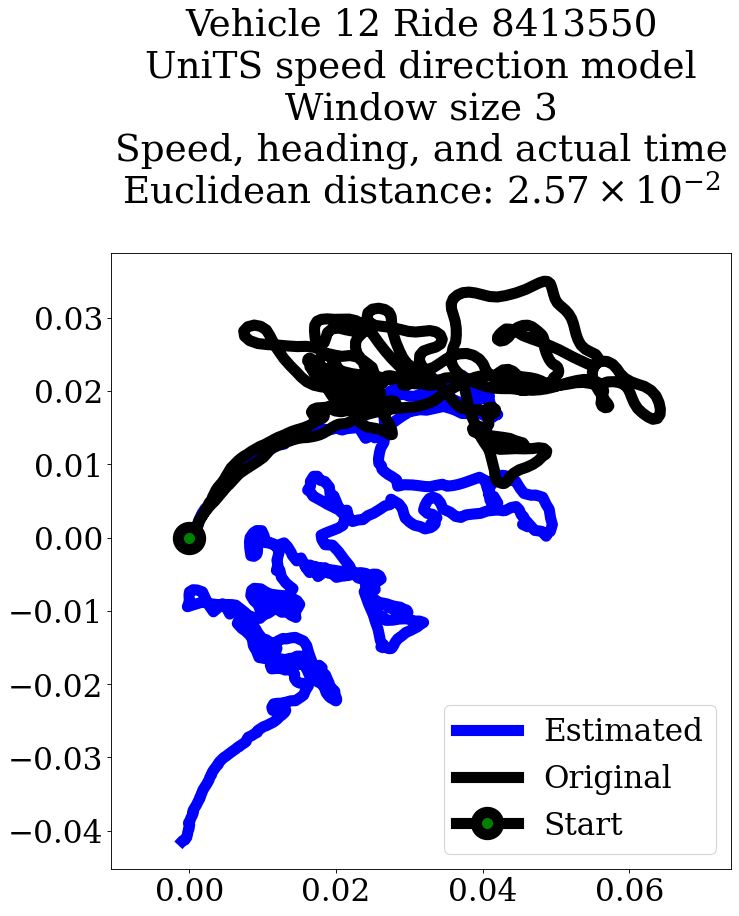 Vehicle 12 Ride 8413550
UniTS speed direction model
Window size 3
Speed, heading, and actual time
Euclidean distance: 2.57 × 10⁻²
0.03
0.02
0.01
0.00
−0.01
−0.02
−0.03
−0.04
Estimated
Original
Start
0.00 0.02 0.04 0.06